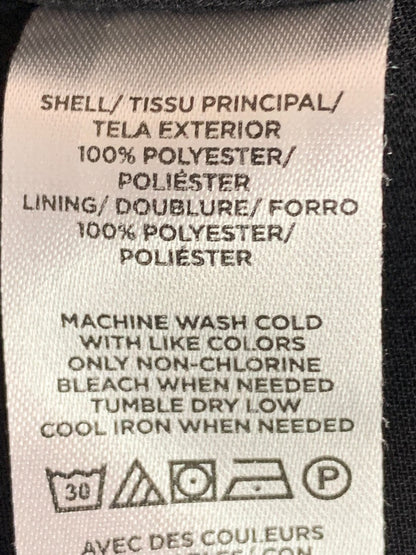 SHELL/ TISSU PRINCIPAL/
TELA EXTERIOR
100% POLYESTER/
POLIÉSTER
LINING/ DOUBLURE/ FORRO
100% POLYESTER/
POLIÉSTER
MACHINE WASH COLD
WITH LIKE COLORS
ONLY NON-CHLORINE
BLEACH WHEN NEEDED
TUMBLE DRY LOW
COOL IRON WHEN NEEDED
30 P
AVEC DES COULEURS